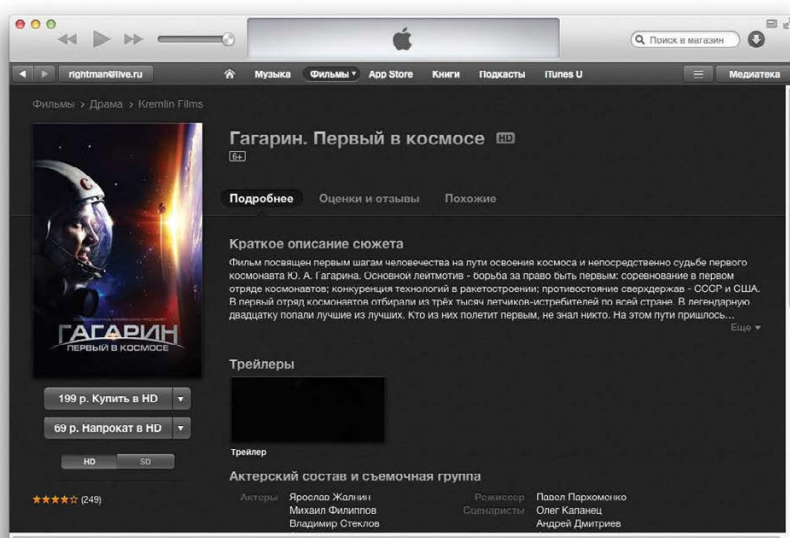 Поиск в магазин
rightman@live.ru
Музыка
Фильмы
App Store
Книги
Подкасты
iTunes U
Медиатека
Фильмы > Драма > Kremlin Films
Гагарин. Первый в космосе HD
6+
Подробнее
Оценки и отзывы
Похожие
Краткое описание сюжета
Фильм посвящен первым шагам человечества на пути освоения космоса и непосредственно судьбе первого
космонавта Ю. А. Гагарина. Основной лейтмотив - борьба за право быть первым: соревнование в первом
отряде космонавтов; конкуренция технологий в ракетостроении; противостояние сверхдержав - СССР и США.
В первый отряд космонавтов отбирали из трёх тысяч летчиков-истребителей по всей стране. В легендарную
двадцатку попали лучшие из лучших. Кто из них полетит первым, не знал никто. На этом пути пришлось...
Еще
ГАГАРИН
ПЕРВЫЙ В КОСМОСЕ
199 р. Купить в HD
69 р. Напрокат в HD
HD
SD
(249)
Трейлеры
Трейлер
Актерский состав и съемочная группа
Актеры
Ярослав Жалнин
Михаил Филиппов
Владимир Стеклов
Режиссер
Павел Пархоменко
Сценаристы
Олег Капанец
Андрей Дмитриев